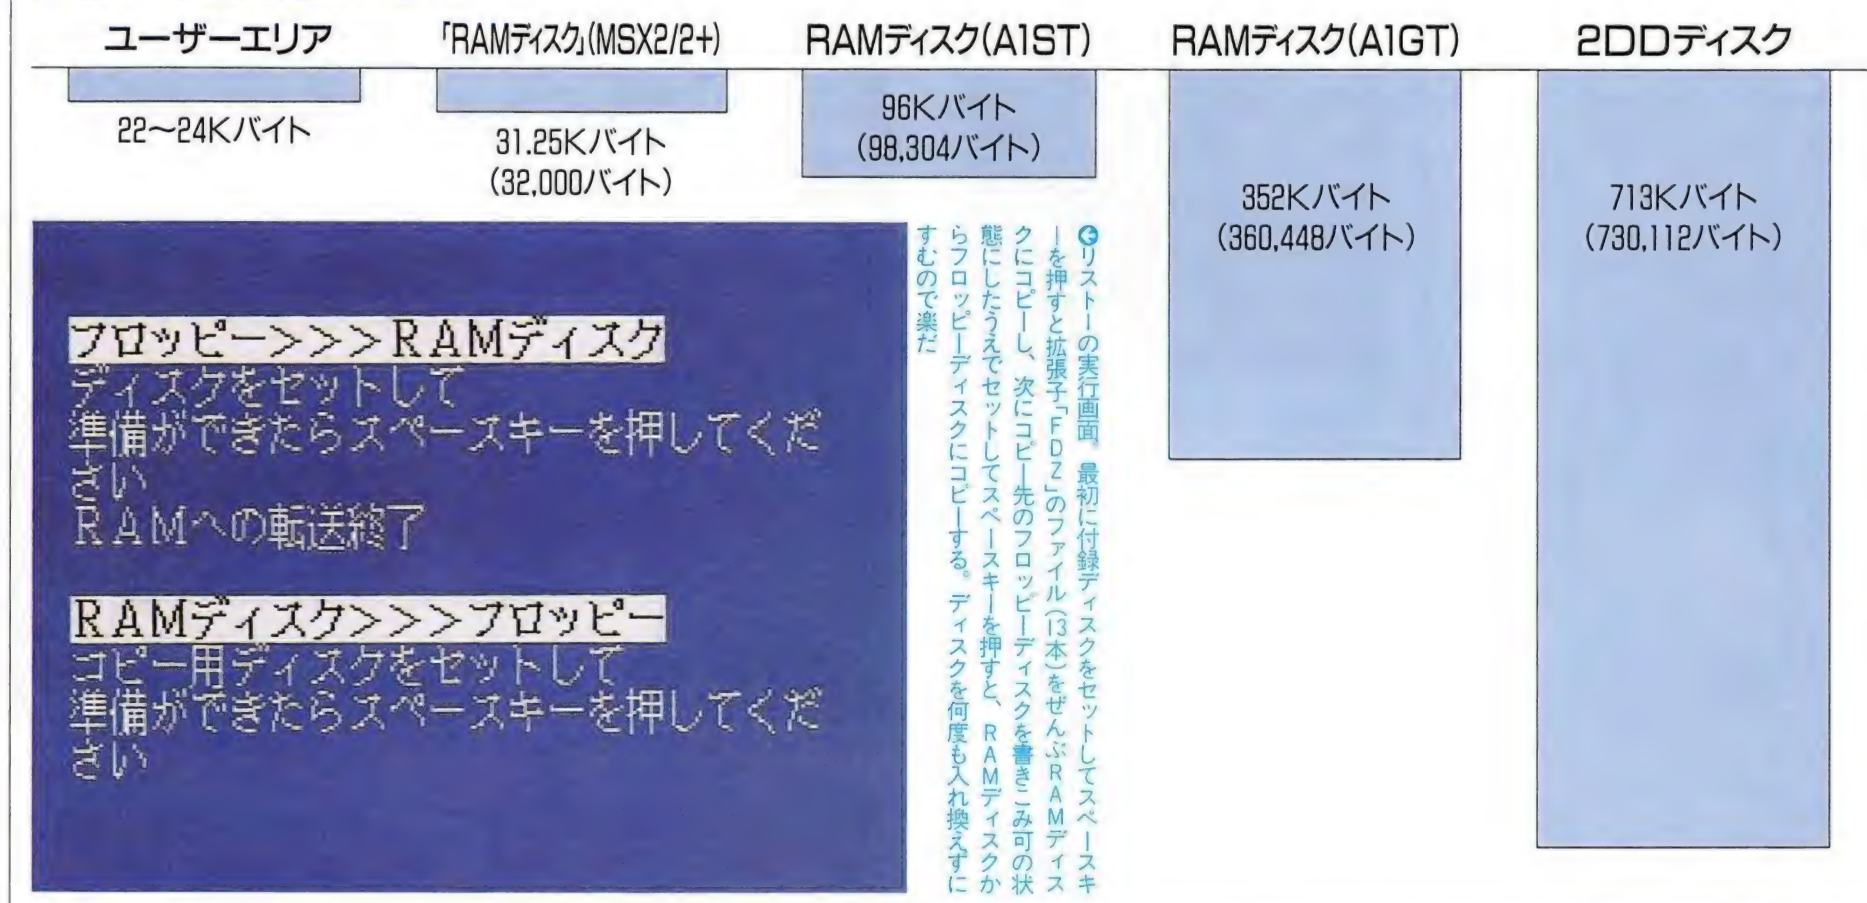 ユーザーエリア
「RAMディスク」(MSX2/2+)
RAMディスク(A1ST)
RAMディスク(A1GT)
2DDディスク
22〜24Kバイト
31.25Kバイト
(32,000バイト)
96Kバイト
(98,304バイト)
352Kバイト
(360,448バイト)
713Kバイト
(730,112バイト)
フロッピー>>>RAMディスク
ディスクをセットして
準備ができたらスペースキーを押してくだ
さい
RAMへの転送終了
RAMディスク>>>フロッピー
コピー用ディスクをセットして
準備ができたらスペースキーを押してくだ
さい
リスト1の実行画面。最初に付録ディスクをセットしてスペースキ
ーを押すと拡張子「FDZ」のファイル(13本)をぜんぶRAMディス
クにコピーし、次にコピー先のフロッピーディスクを書きこみ可の状
態にしたうえでセットしてスペースキーを押すと、RAMディスクか
らフロッピーディスクにコピーする。ディスクを何度も入れ換えずに
すむので楽だ